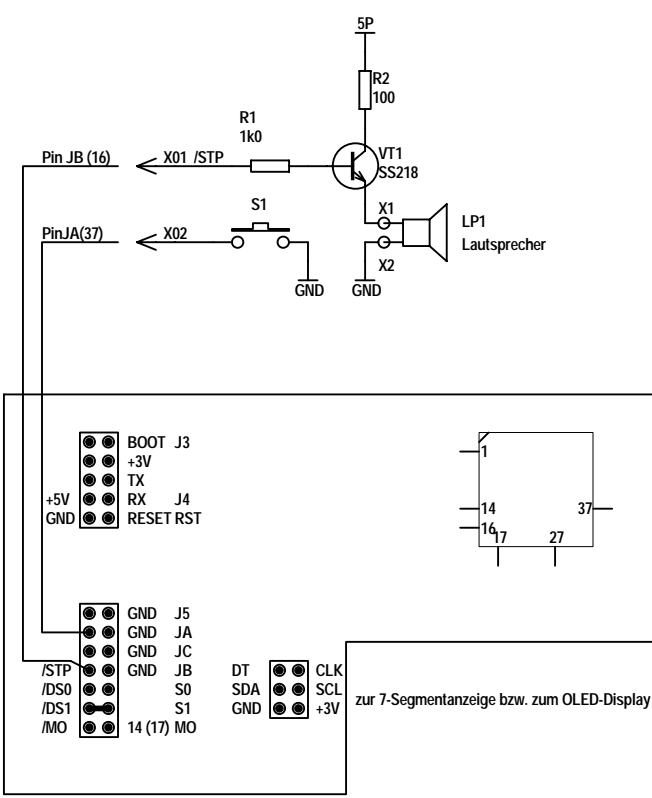 5P
R2
100
R1
1k0
Pin JB (16)
X01 /STP
VT1
SS218
S1
X1
LP1
PinJA(37)
X02
Lautsprecher
X2
GND
GND
BOOT J3
+3V
TX
+5V RX J4
GND RESET RST
1
14
37
16
17
27
GND J5
GND JA
GND JC
/STP GND JB
/DS0 S0
/DS1 S1
/MO 14 (17) MO
DT CLK
SDA SCL
GND +3V
zur 7-Segmentanzeige bzw. zum OLED-Display